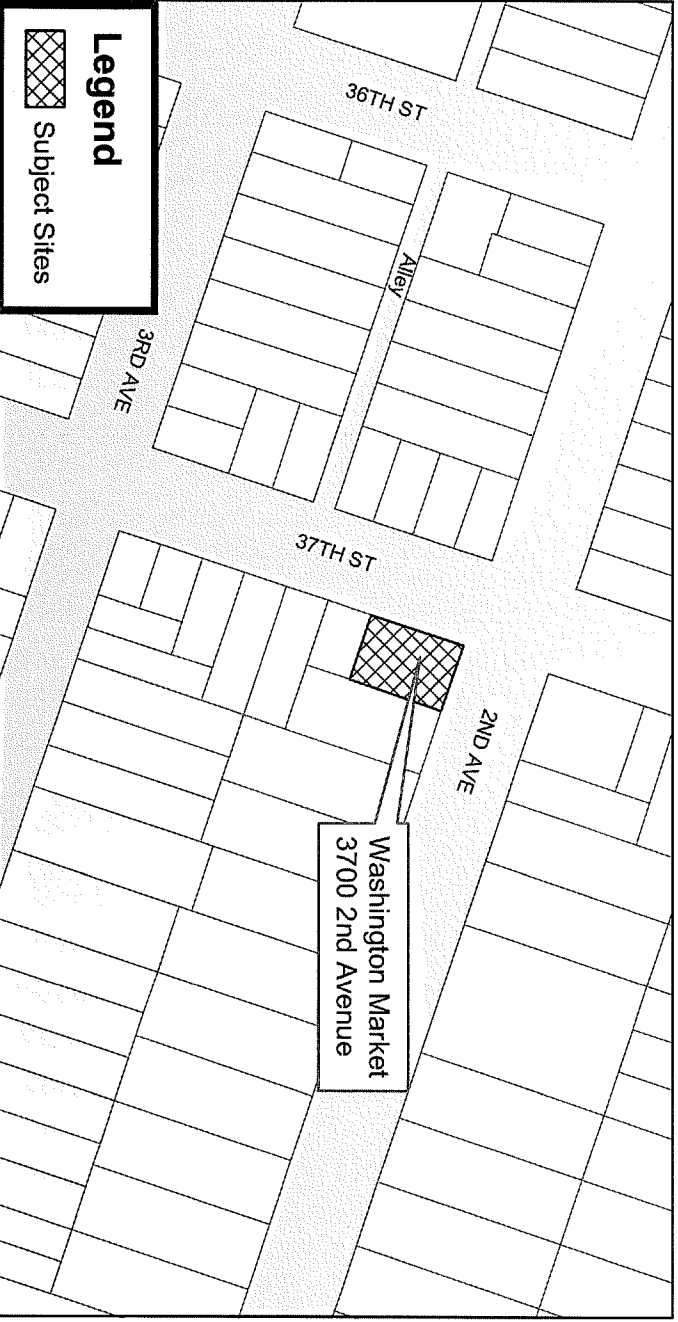 Legend
Subject Sites
36TH ST
Alley
3RD AVE
37TH ST
2ND AVE
Washington Market
3700 2nd Avenue